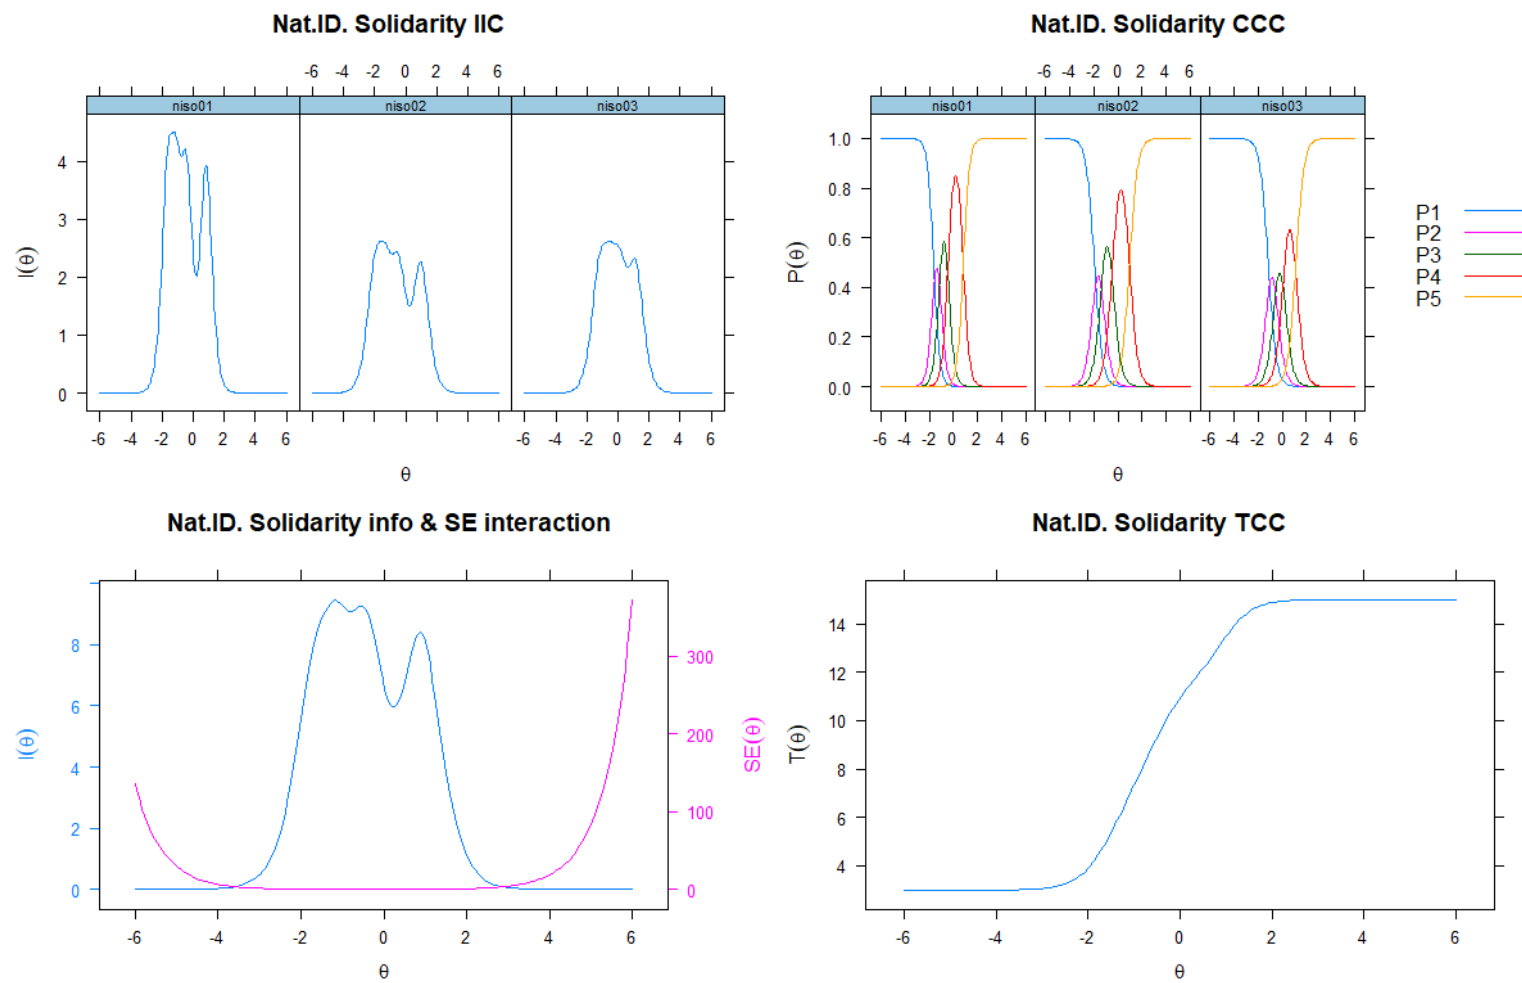 Nat.ID. Solidarity IIC
-6 -4 -2 0 2 4 6
niso01 niso02 niso03
4
3
2
1
0
I(θ)
-6 -4 -2 0 2 4 6 -6 -4 -2 0 2 4 6
θ
Nat.ID. Solidarity CCC
-6 -4 -2 0 2 4 6
niso01 niso02 niso03
1.0
0.8
0.6
0.4
0.2
0.0
P(θ)
-6 -4 -2 0 2 4 6 -6 -4 -2 0 2 4 6
θ
P1
P2
P3
P4
P5
Nat.ID. Solidarity info & SE interaction
8
6
4
2
0
I(θ)
300
200
100
0
SE(θ)
-6 -4 -2 0 2 4 6
θ
Nat.ID. Solidarity TCC
14
12
10
8
6
4
T(θ)
-6 -4 -2 0 2 4 6
θ